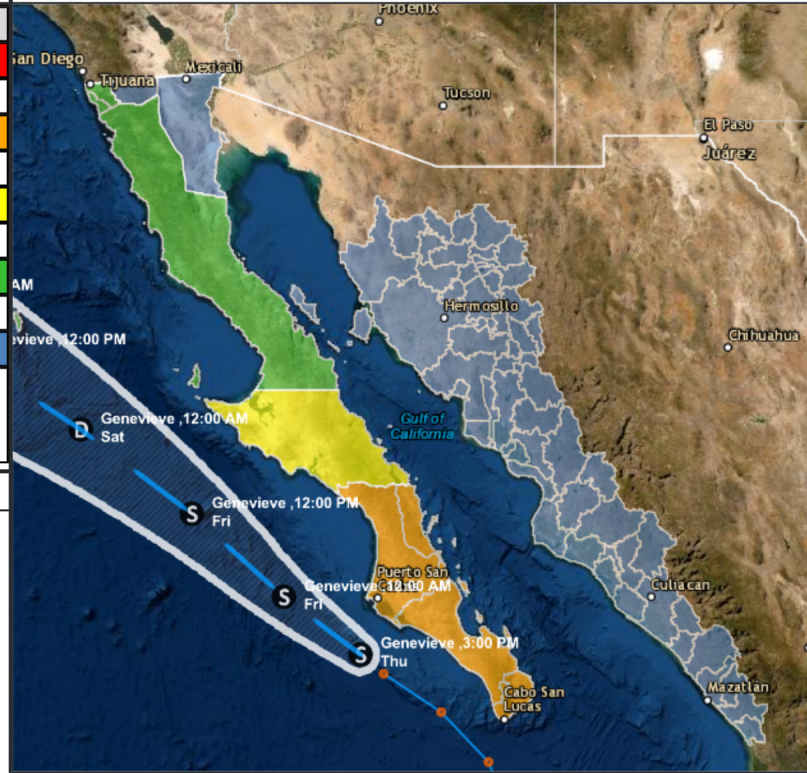 Phoenix
San Diego
Tijuana
Mexicali
Tucson
El Paso
Juárez
AM
evieve ,12:00 PM
Hermosillo
Chihuahua
Genevieve ,12:00 AM
Sat
D
Gulf of
California
Genevieve ,12:00 PM
Fri
S
Puerto San
Genevieve ,12:00 AM
Fri
S
Culiacan
Genevieve ,3:00 PM
Thu
S
Cabo San
Lucas
Mazatlán